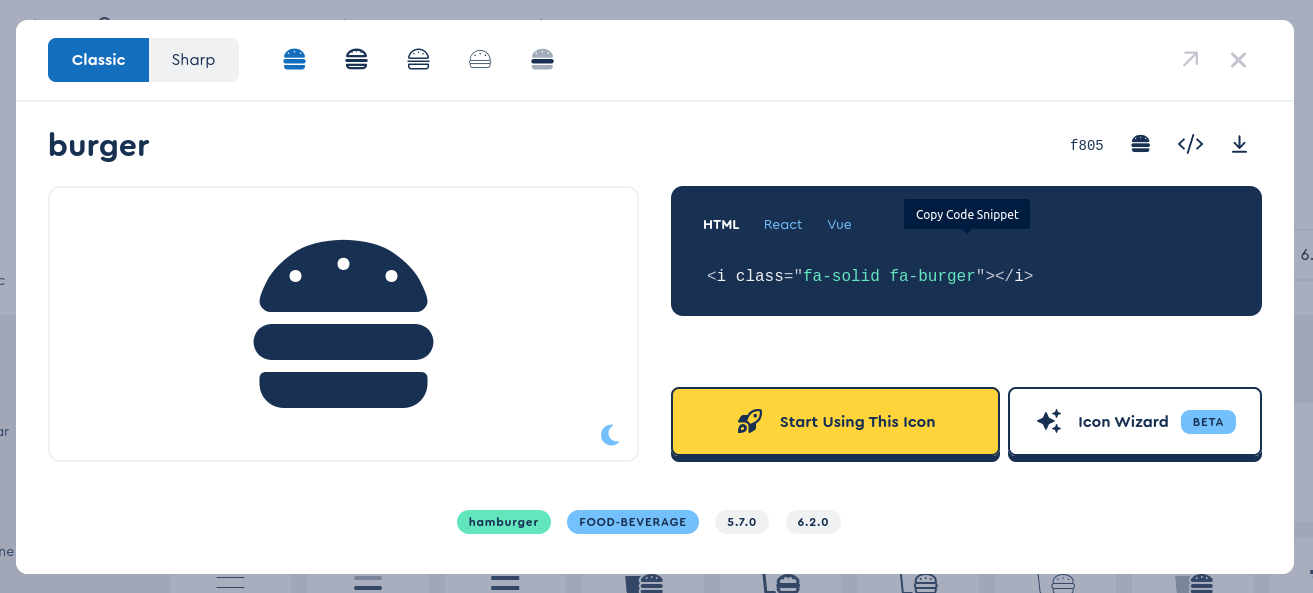 Classic
Sharp
burger
f805
HTML
React
Vue
Copy Code Snippet
<i class="fa-solid fa-burger"></i>
Start Using This Icon
Icon Wizard
BETA
hamburger
FOOD-BEVERAGE
5.7.0
6.2.0